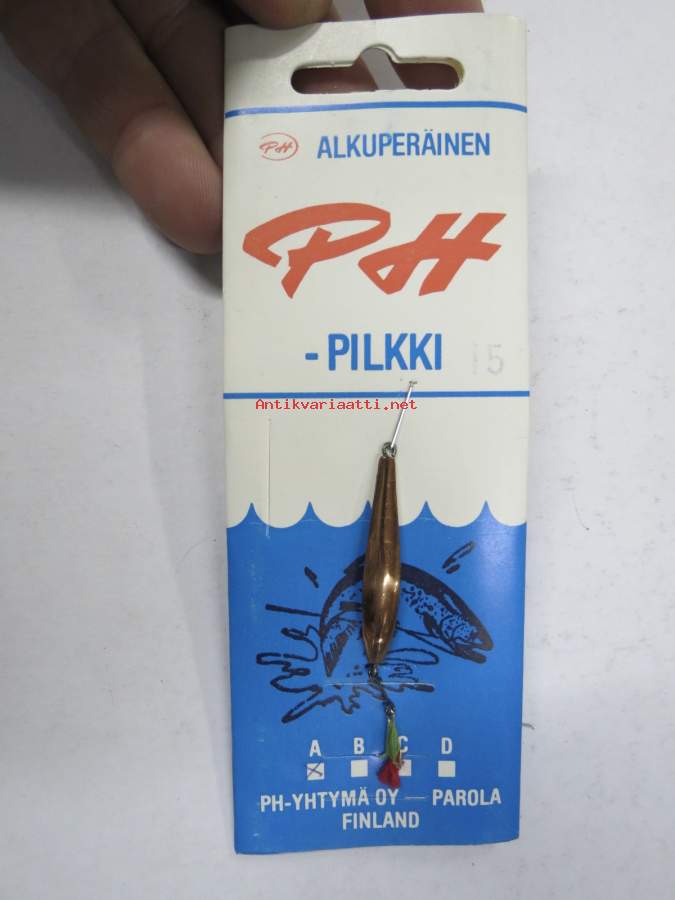 PH ALKUPERÄINEN
PH
-PILKKI 15
Antikvariaatti.net
A B C D
PH-YHTYMÄ OY — PAROLA
FINLAND